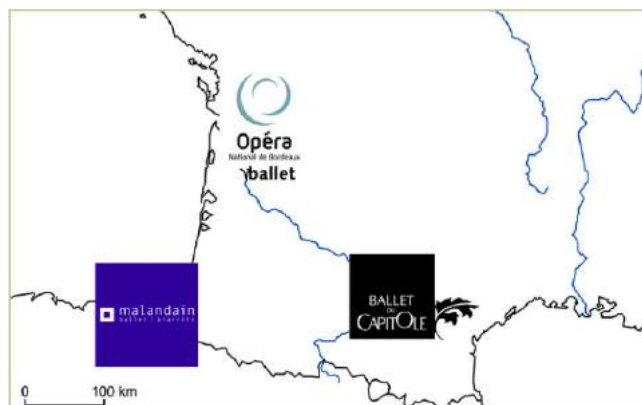 Opéra
National de Bordeaux
ballet
malandain
ballet | biarritz
BALLET
DU
CAPITOLE
0 100 km